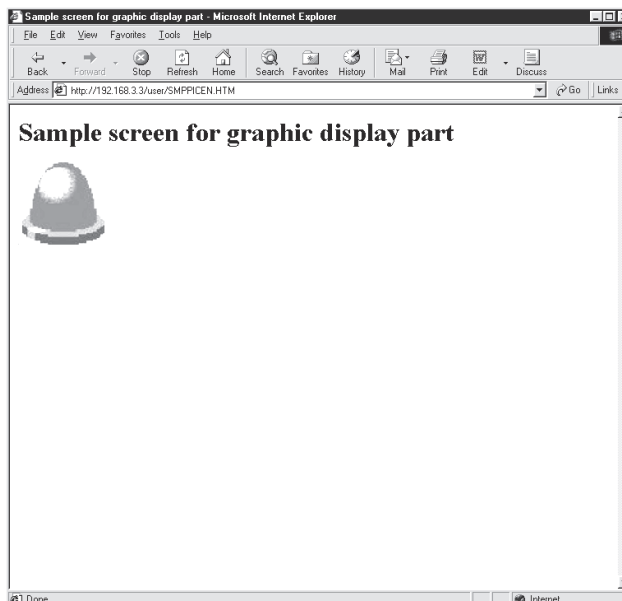 Sample screen for graphic display part - Microsoft Internet Explorer
File Edit View Favorites Tools Help
Back Forward Stop Refresh Home Search Favorites History Mail Print Edit Discuss
Address http://192.168.3.3/user/SMPPICEN.HTM Go Links
Sample screen for graphic display part
Done Internet